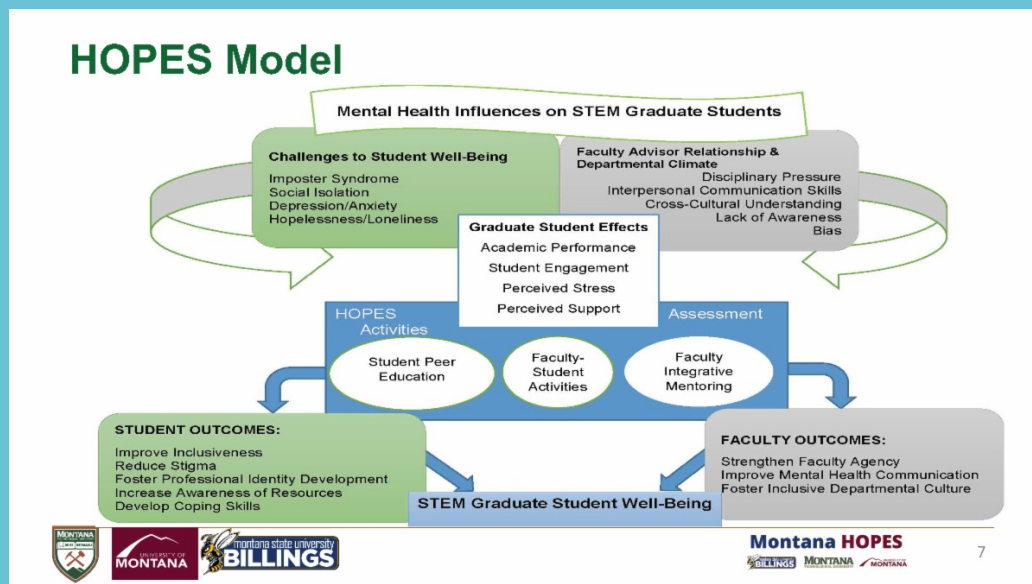 HOPES Model
Mental Health Influences on STEM Graduate Students
Challenges to Student Well-Being
Imposter Syndrome
Social Isolation
Depression/Anxiety
Hopelessness/Loneliness
Faculty Advisor Relationship &
Departmental Climate
Disciplinary Pressure
Interpersonal Communication Skills
Cross-Cultural Understanding
Lack of Awareness
Bias
Graduate Student Effects
Academic Performance
Student Engagement
Perceived Stress
Perceived Support
HOPES
Activities
Assessment
Student Peer
Education
Faculty-
Student
Activities
Faculty
Integrative
Mentoring
STUDENT OUTCOMES:
Improve Inclusiveness
Reduce Stigma
Foster Professional Identity Development
Increase Awareness of Resources
Develop Coping Skills
FACULTY OUTCOMES:
Strengthen Faculty Agency
Improve Mental Health Communication
Foster Inclusive Departmental Culture
STEM Graduate Student Well-Being
MONTANA
UNIVERSITY OF
MONTANA
montana state university
BILLINGS
Montana HOPES
BILLINGS
MONTANA
MONTANA
7